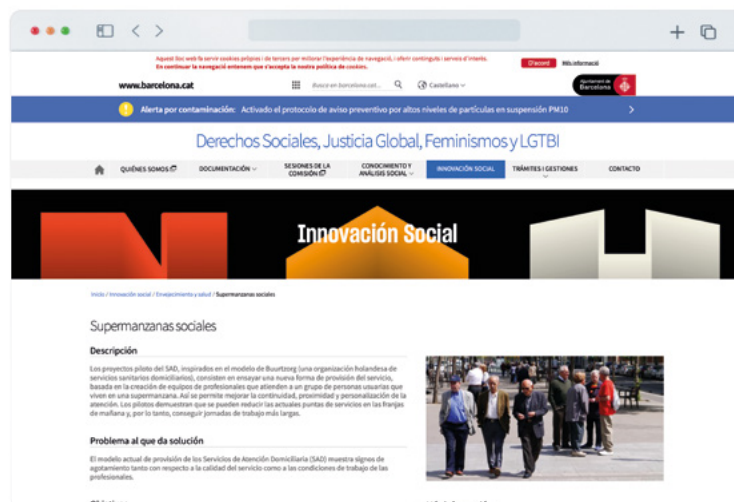 Aquest lloc web fa servir cookies pròpies i de tercers per millorar l'experiència de navegació, i oferir continguts i serveis d'interès.
En continuar la navegació entenem que s'accepta la nostra política de cookies.
D'acord
Més informació
www.barcelona.cat
Busca en barcelona.cat...
Castellano
Ajuntament de
Barcelona
Alerta por contaminación: Activado el protocolo de aviso preventivo por altos niveles de partículas en suspensión PM10
Derechos Sociales, Justicia Global, Feminismos y LGTBI
QUIÉNES SOMOS
DOCUMENTACIÓN
SESIONES DE LA
COMISIÓN
CONOCIMIENTO Y
ANÁLISIS SOCIAL
INNOVACIÓN SOCIAL
TRÁMITES I GESTIONES
CONTACTO
Innovación Social
Inicio / Innovación social / Envejecimiento y salud / Supermanzanas sociales
Supermanzanas sociales
Descripción
Los proyectos piloto del SAD, inspirados en el modelo de Buurtzoeg (una organización holandesa de
servicios sanitarios domiciliarios), consisten en ensayar una nueva forma de provisión del servicio,
basada en la creación de equipos de profesionales que atienden a un grupo de personas usuarias que
viven en una supermanzana. Así se permite mejorar la continuidad, proximidad y personalización de la
atención. Los pilotos demuestran que se pueden reducir las actuales puntas de servicios en las franjas
de mañana y, por lo tanto, conseguir jornadas de trabajo más largas.
Problema al que da solución
El modelo actual de provisión de los Servicios de Atención Domiciliaria (SAD) muestra signos de
agotamiento tanto con respecto a la calidad del servicio como a las condiciones de trabajo de las
profesionales.